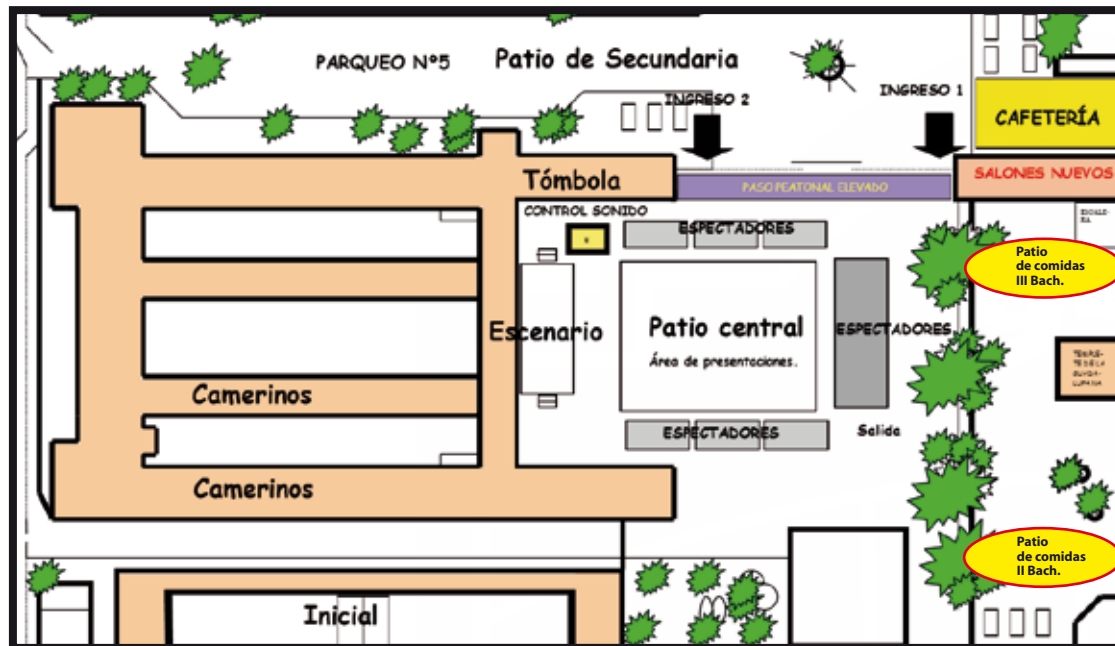 PARQUEO Nº5
Patio de Secundaria
INGRESO 2
INGRESO 1
CAFETERÍA
Tómbola
PASO PEATONAL ELEVADO
SALONES NUEVOS
CONTROL SONIDO
ESPECTADORES
Patio
de comidas
III Bach.
Escenario
Patio central
Área de presentaciones.
ESPECTADORES
Camerinos
ESPECTADORES
Salida
Camerinos
Patio
de comidas
II Bach.
Inicial